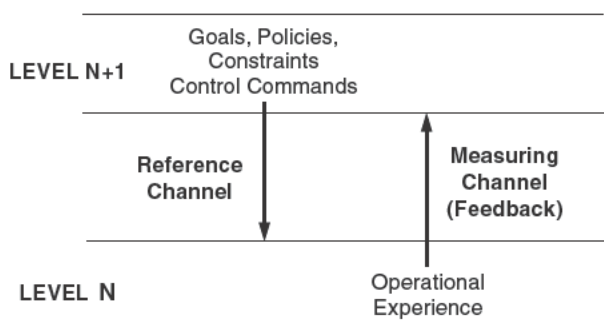 Goals, Policies,
Constraints
Control Commands
LEVEL N+1
Reference
Channel
Measuring
Channel
(Feedback)
Operational
Experience
LEVEL N